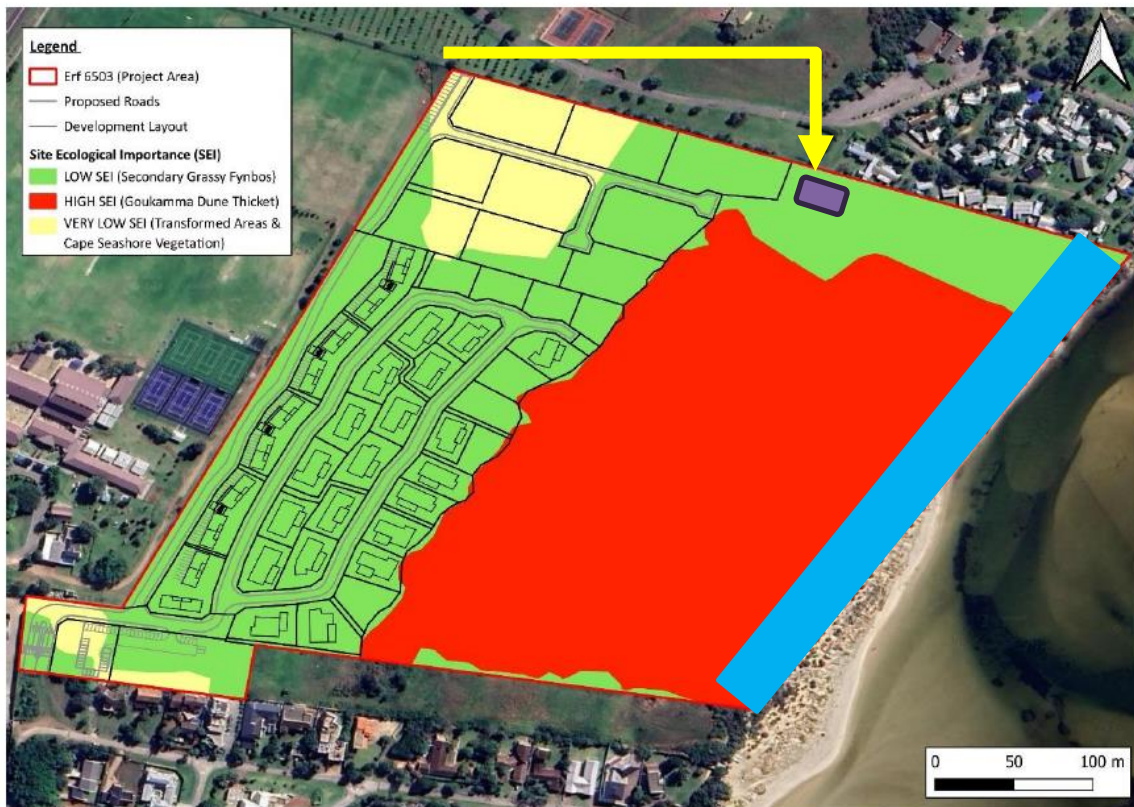 Legend
Erf 6503 (Project Area)
Proposed Roads
Development Layout
Site Ecological Importance (SEI)
LOW SEI (Secondary Grassy Fynbos)
HIGH SEI (Goukamma Dune Thicket)
VERY LOW SEI (Transformed Areas &
Cape Seashore Vegetation)
0 50 100 m